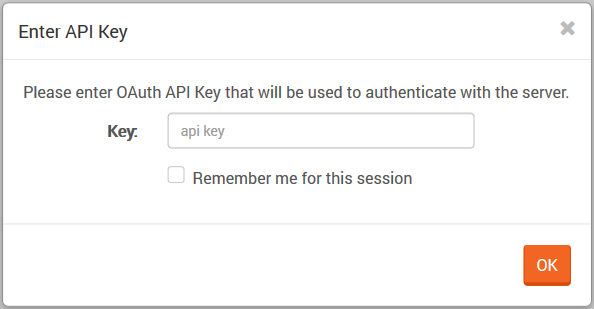 Enter API Key
Please enter OAuth API Key that will be used to authenticate with the server.
Key: api key
Remember me for this session
OK